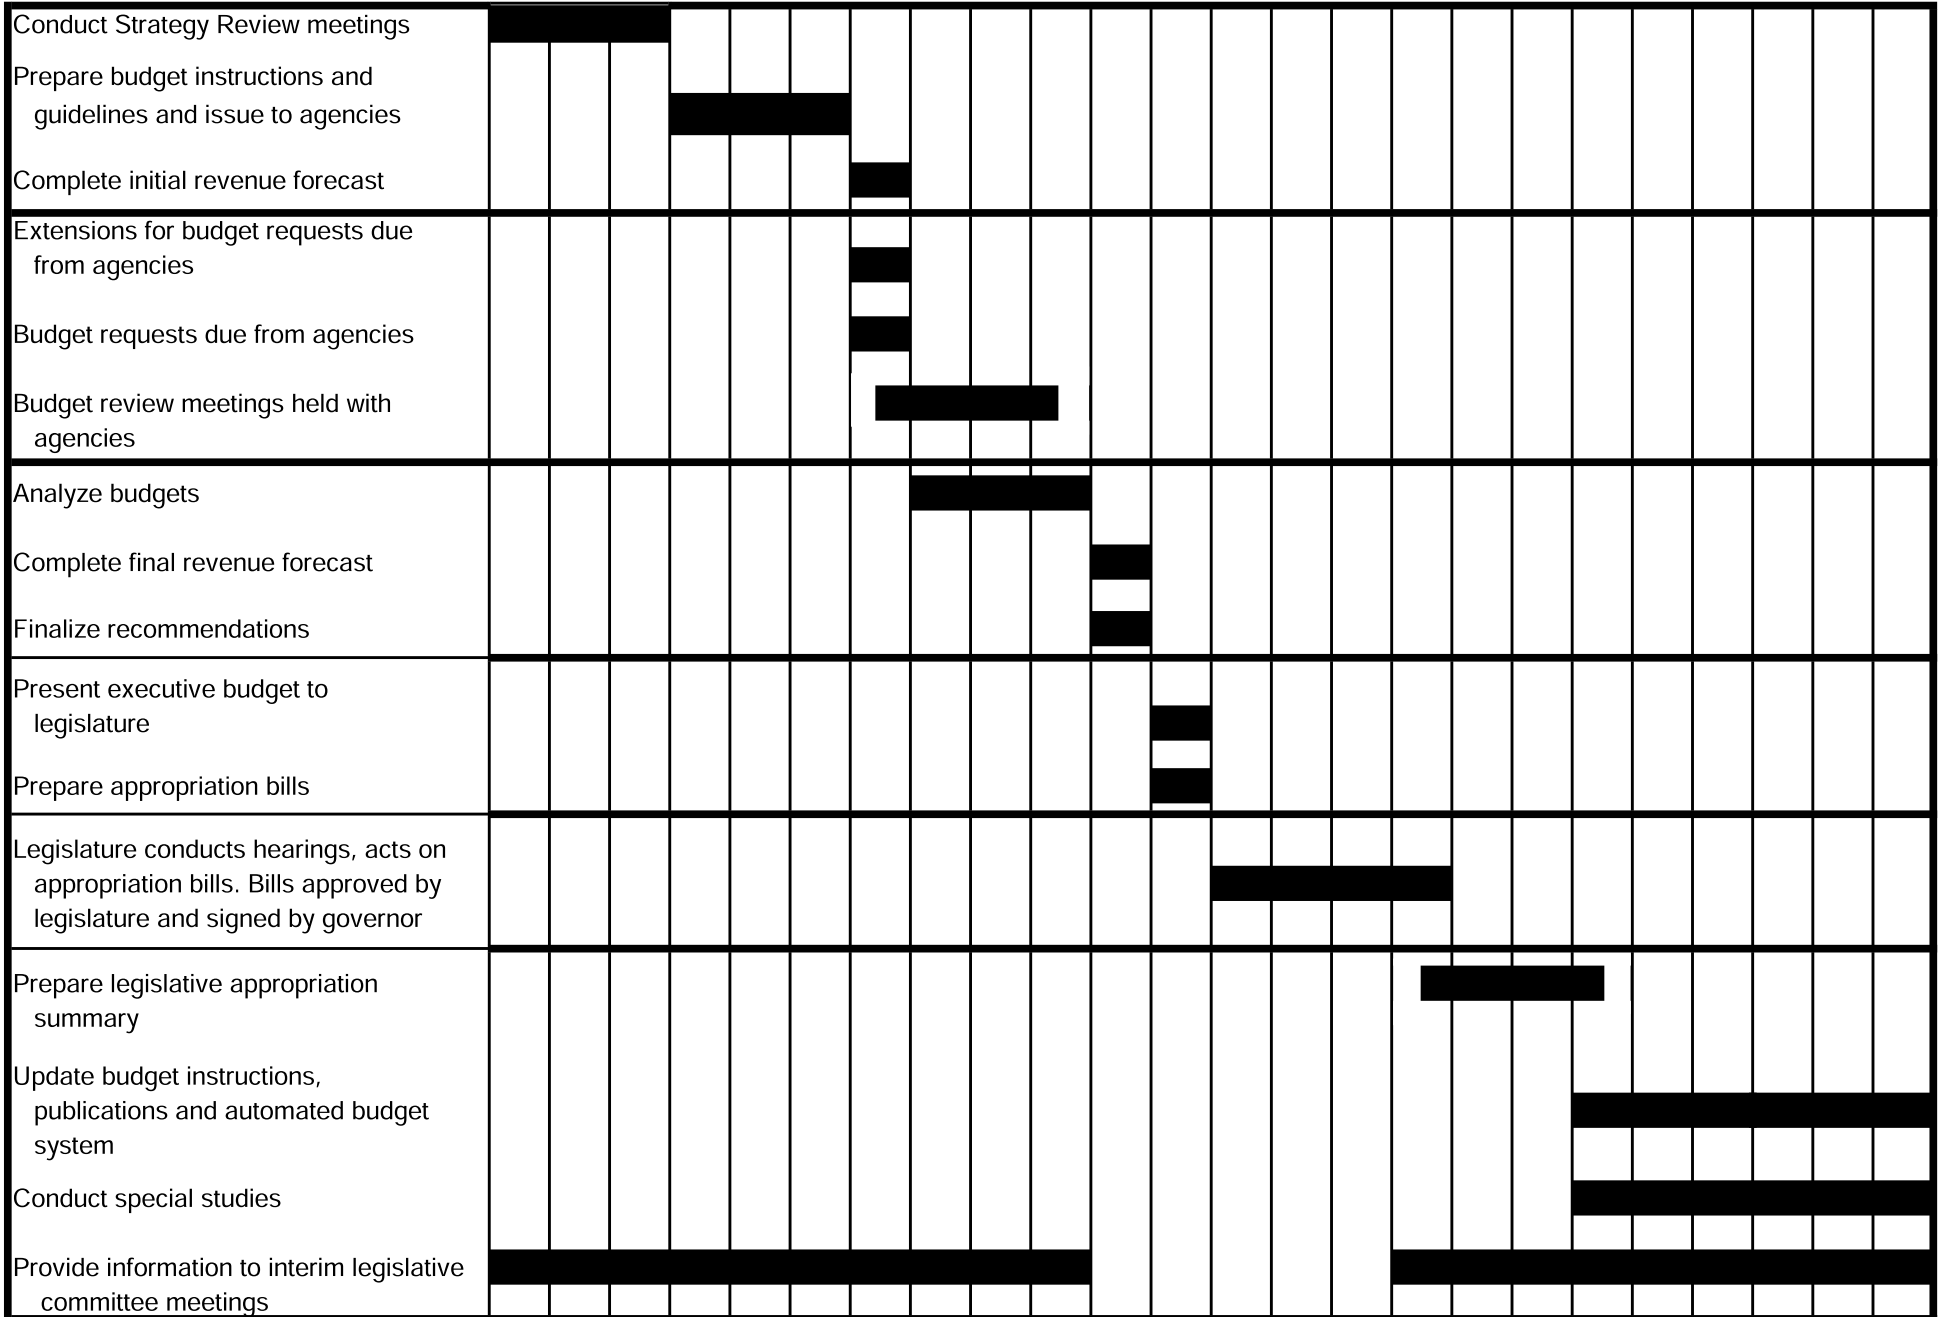 Conduct Strategy Review meetings
Prepare budget instructions and
guidelines and issue to agencies
Complete initial revenue forecast
Extensions for budget requests due
from agencies
Budget requests due from agencies
Budget review meetings held with
agencies
Analyze budgets
Complete final revenue forecast
Finalize recommendations
Present executive budget to
legislature
Prepare appropriation bills
Legislature conducts hearings, acts on
appropriation bills. Bills approved by
legislature and signed by governor
Prepare legislative appropriation
summary
Update budget instructions,
publications and automated budget
system
Conduct special studies
Provide information to interim legislative
committee meetings